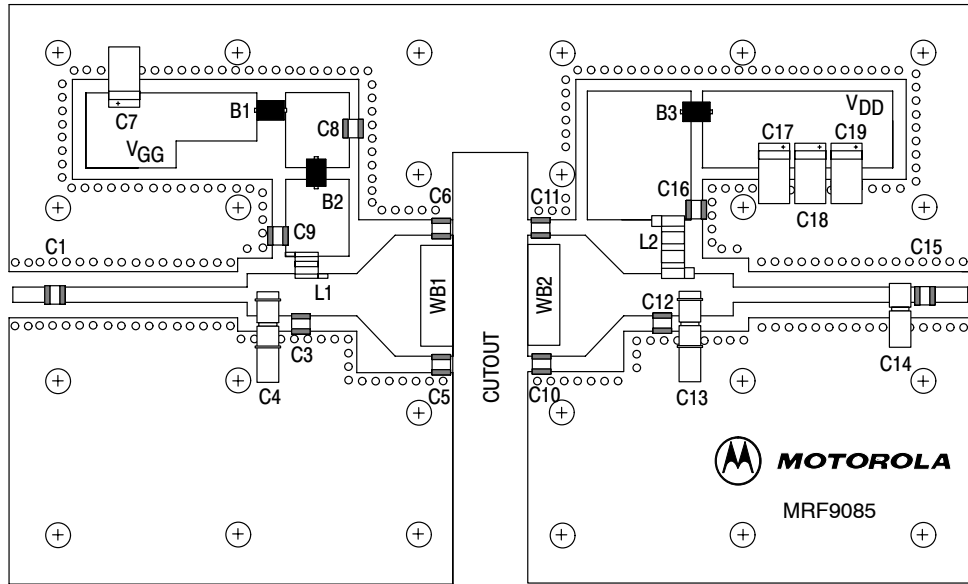 C7
VGG
B1
C8
B2
C6
C9
C1
L1
C3
C4
C5
WB1
CUTOUT
WB2
C11
B3
VDD
C17
C19
C16
C18
L2
C15
C12
C10
C13
C14
MOTOROLA
MRF9085